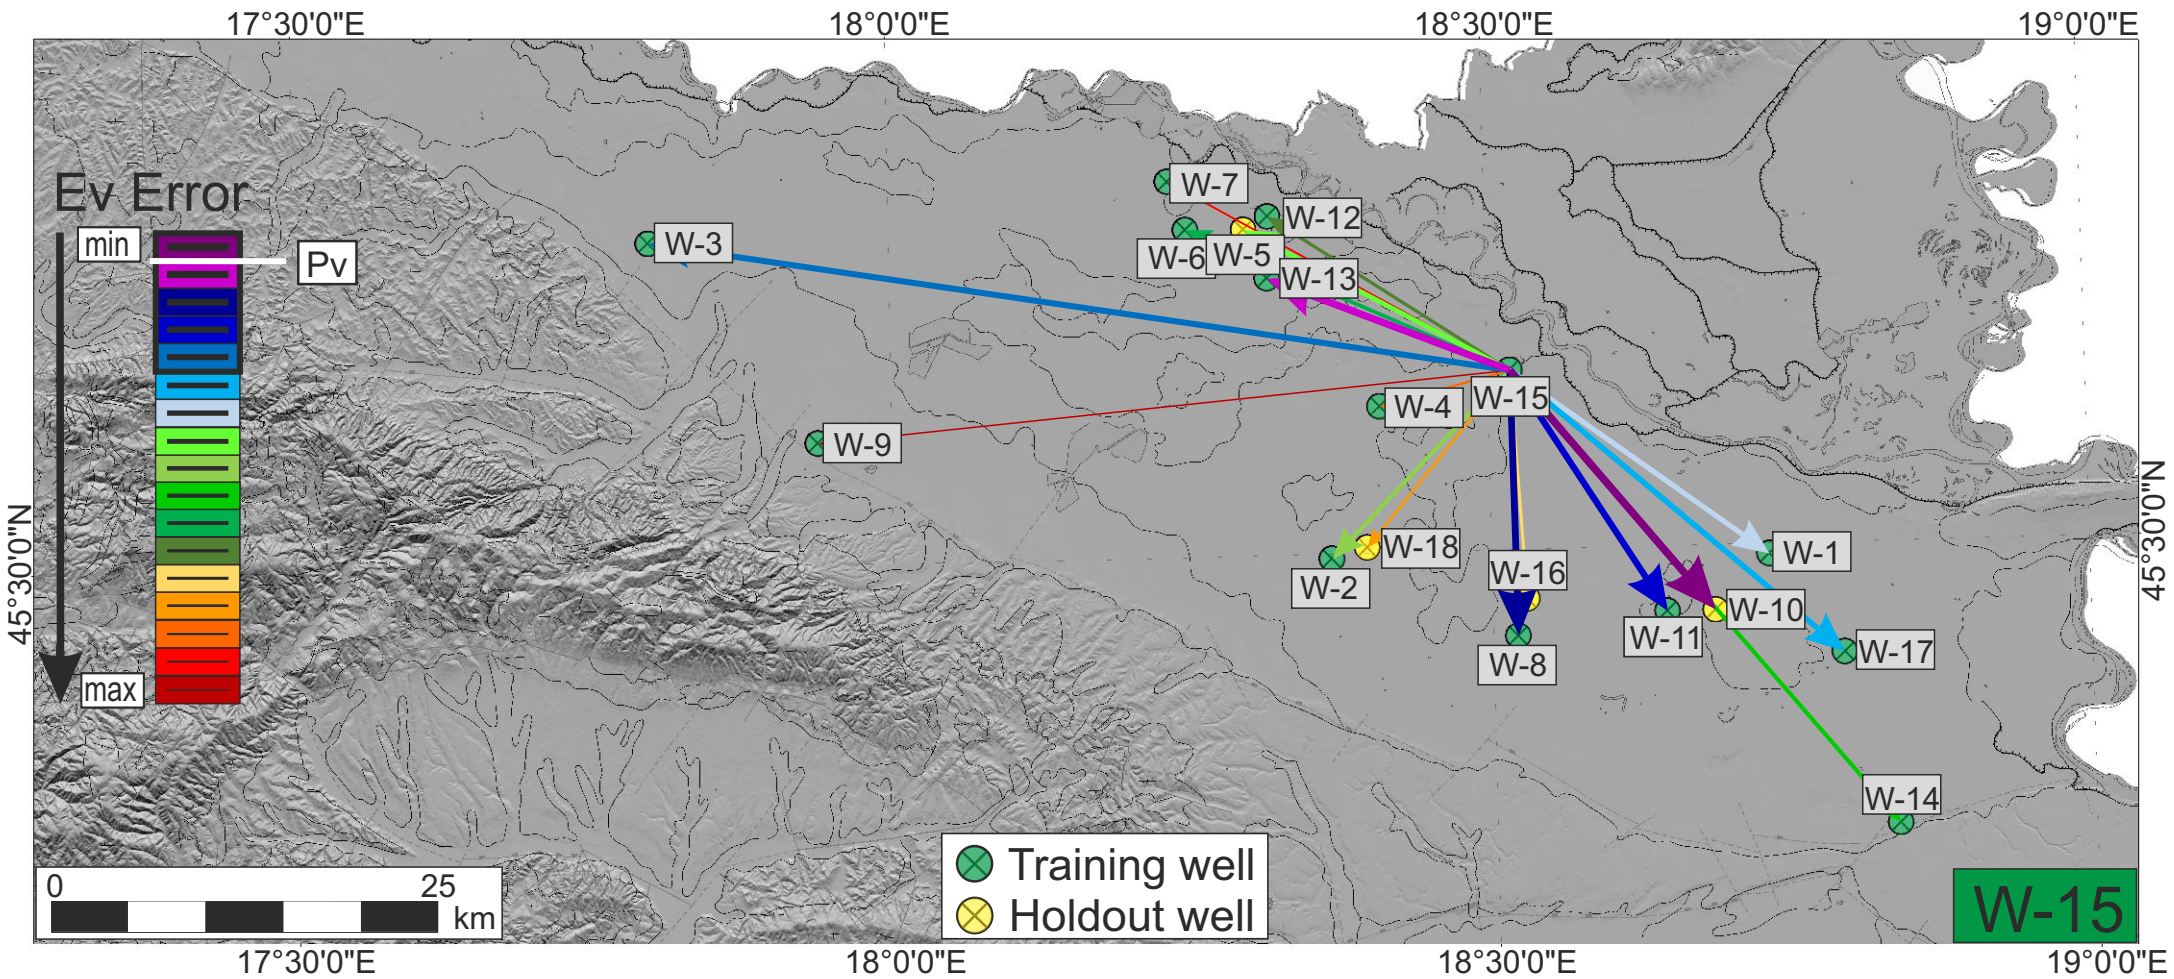 17°30'0"E 18°0'0"E 18°30'0"E 19°0'0"E
Ev Error
min
Pv
max
W-7
W-12
W-3
W-6
W-5
W-13
W-15
W-4
W-9
W-18
W-1
W-2
W-16
W-10
W-11
W-17
W-8
W-14
45°30'0"N
45°30'0"N
0 25
km
Training well
Holdout well
W-15
17°30'0"E 18°0'0"E 18°30'0"E 19°0'0"E